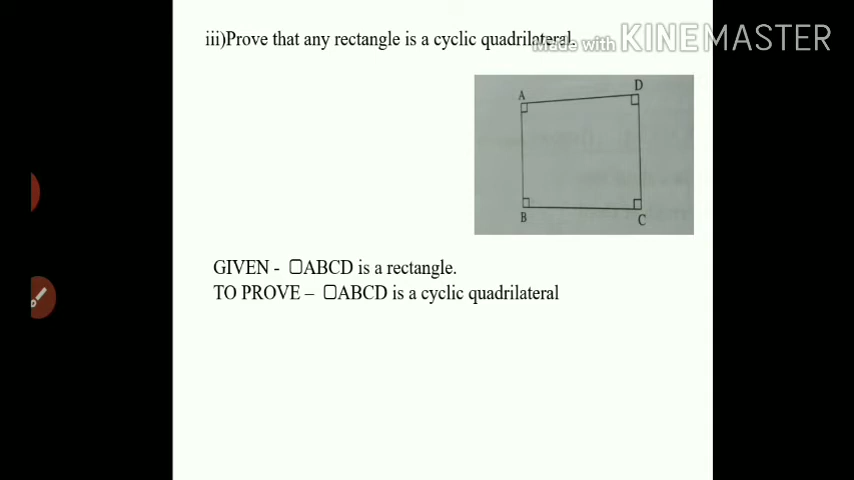 iii)Prove that any rectangle is a cyclic quadrilateral.
Made with KINEMASTER
A
D
B
C
GIVEN - ▢ABCD is a rectangle.
TO PROVE – ▢ABCD is a cyclic quadrilateral